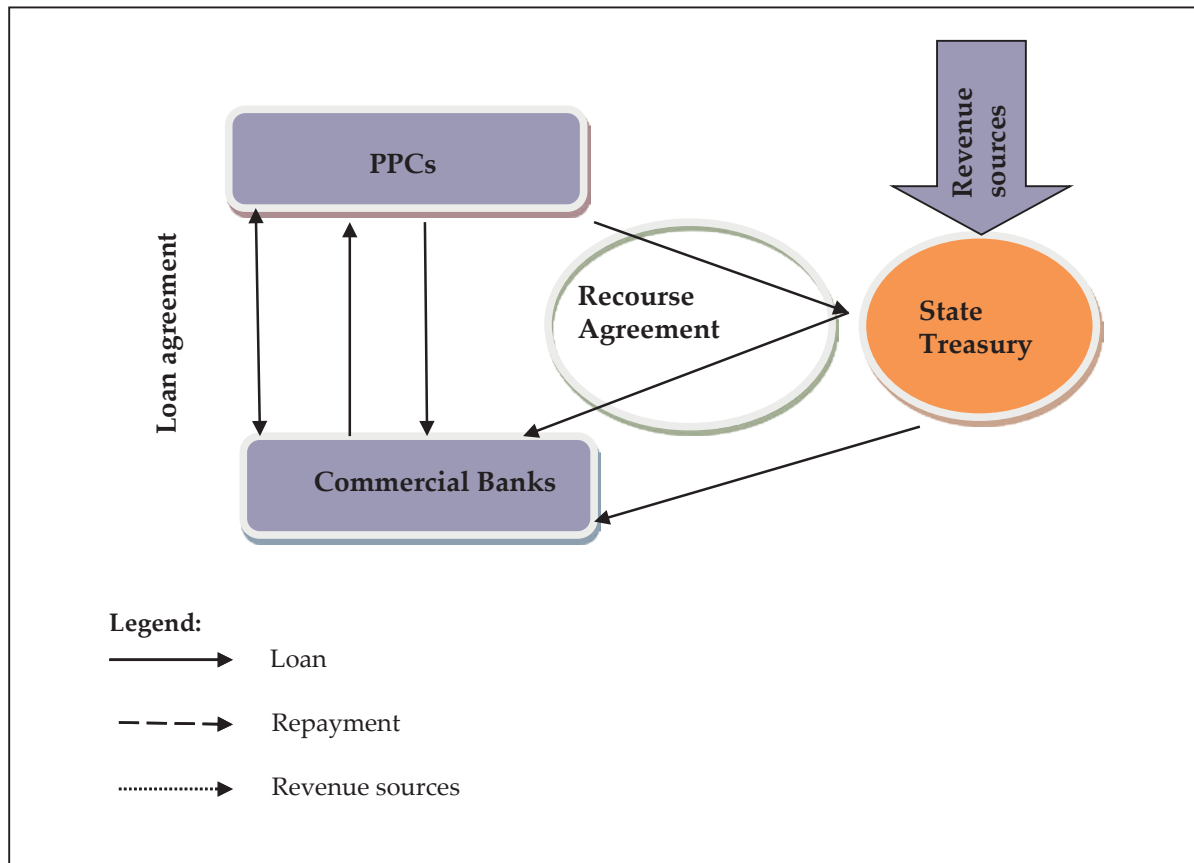 Revenue
sources
PPCs
Loan agreement
Recourse
Agreement
State
Treasury
Commercial Banks
Legend:
Loan
Repayment
Revenue sources